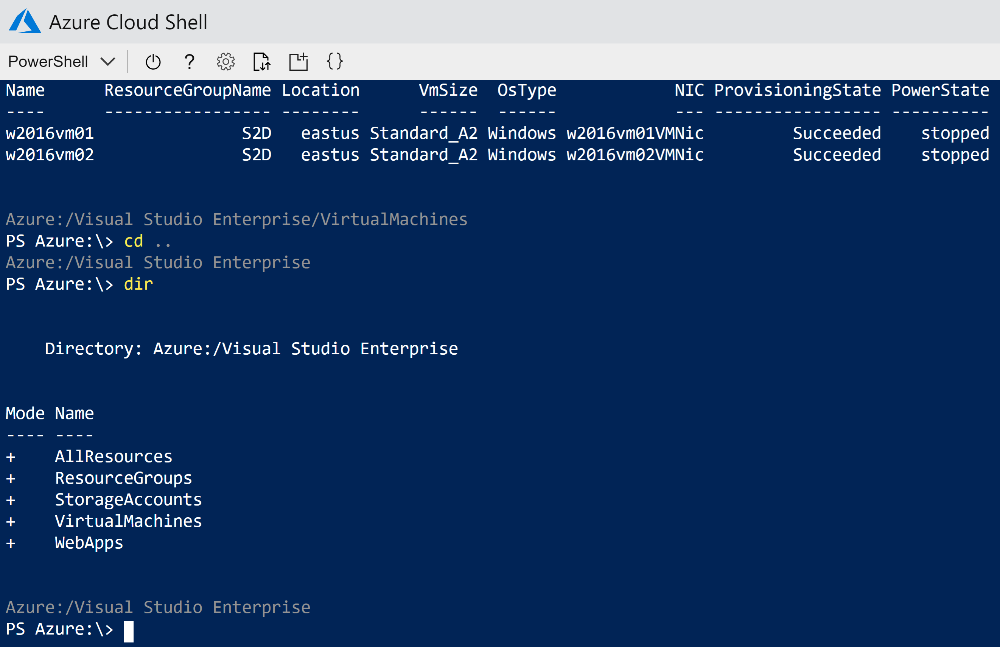 Azure Cloud Shell
PowerShell
Name      ResourceGroupName Location      VmSize  OsType            NIC ProvisioningState PowerState
----      ----------------- --------      ------  ------            --- ----------------- ----------
w2016vm01               S2D   eastus Standard_A2 Windows w2016vm01VMNic         Succeeded    stopped
w2016vm02               S2D   eastus Standard_A2 Windows w2016vm02VMNic         Succeeded    stopped
Azure:/Visual Studio Enterprise/VirtualMachines
PS Azure:\> cd ..
Azure:/Visual Studio Enterprise
PS Azure:\> dir
    Directory: Azure:/Visual Studio Enterprise
Mode Name
---- ----
+    AllResources
+    ResourceGroups
+    StorageAccounts
+    VirtualMachines
+    WebApps
Azure:/Visual Studio Enterprise
PS Azure:\>